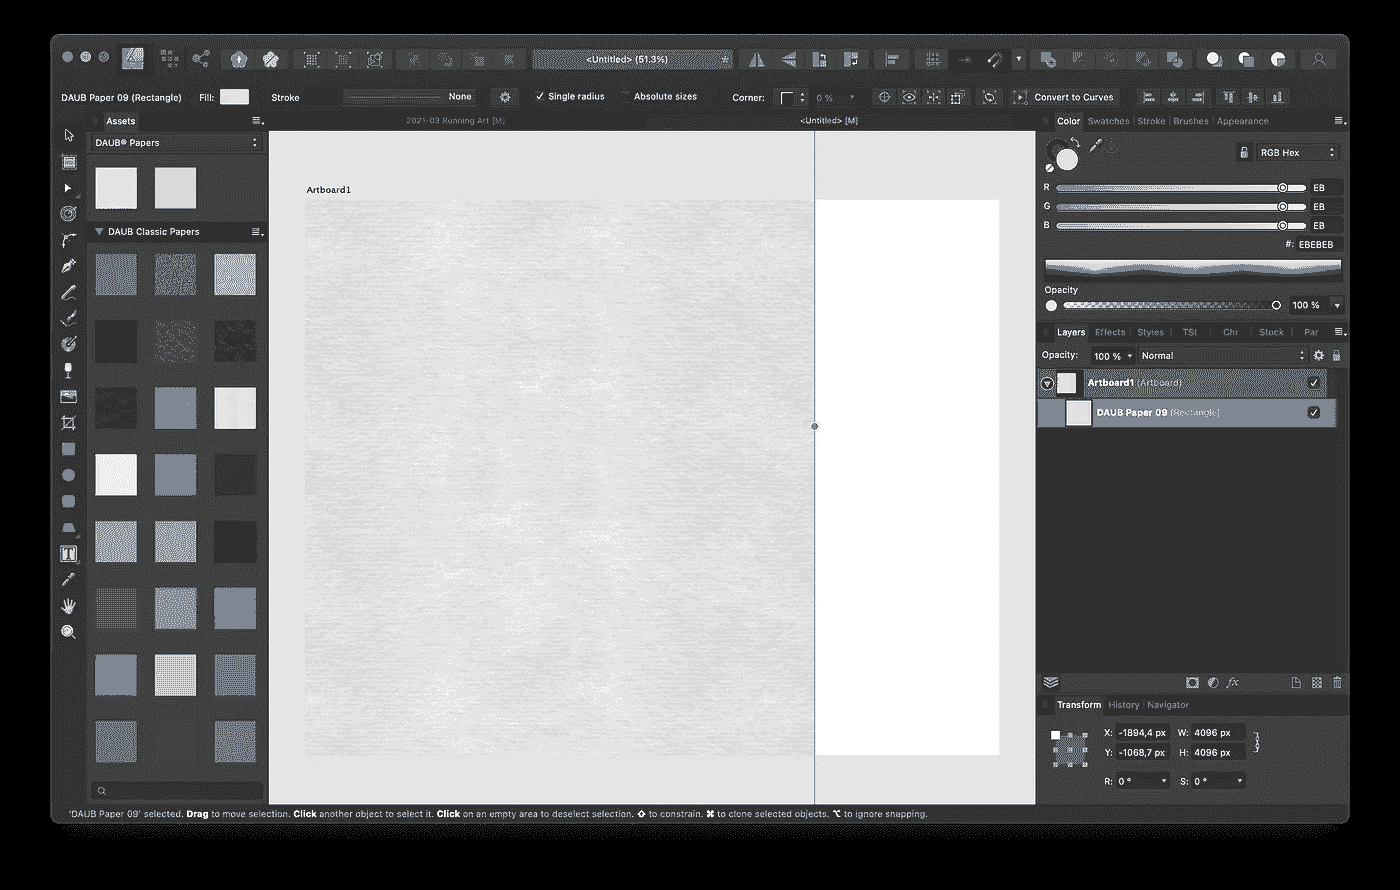 <Untitled> (51.3%)
DAUB Paper 09 (Rectangle) Fill: Stroke None Single radius Absolute sizes Corner: 0 % Convert to Curves
Assets
2021-03 Running Art [M]
<Untitled> [M]
Color Swatches Stroke Brushes Appearance
DAUB® Papers
RGB Hex
R EB
G EB
B EB
#: EBEBEB
Artboard1
DAUB Classic Papers
Opacity
100 %
Layers Effects Styles TSt Chr Stock Par
Opacity: 100 % Normal
Artboard1 (Artboard)
DAUB Paper 09 (Rectangle)
T
fx
Transform History Navigator
X: -1894,4 px W: 4096 px
Y: -1068,7 px H: 4096 px
R: 0 ° S: 0 °
'DAUB Paper 09' selected. Drag to move selection. Click another object to select it. Click on an empty area to deselect selection. ⇧ to constrain. ⌘ to clone selected objects. ⌥ to ignore snapping.